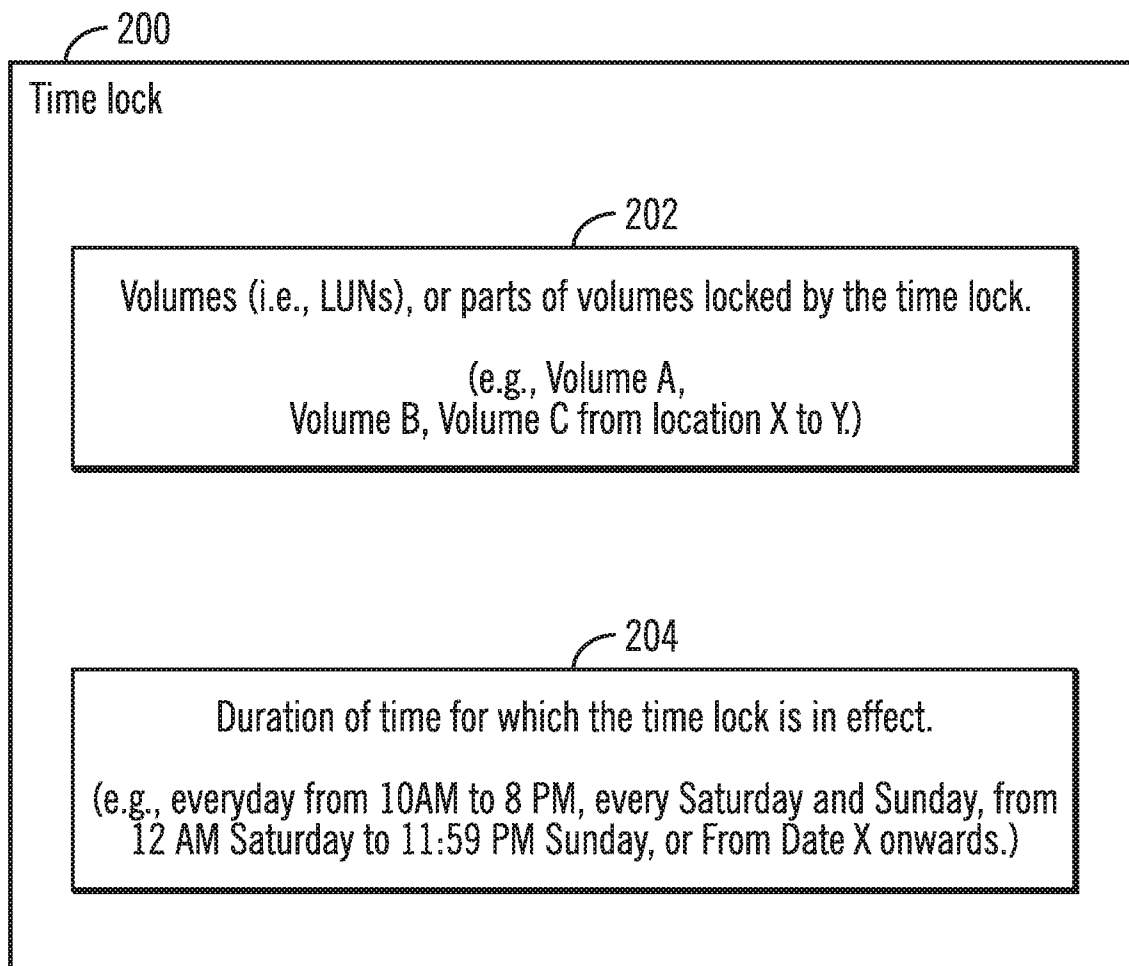 200
Time lock
202
Volumes (i.e., LUNs), or parts of volumes locked by the time lock.
(e.g., Volume A,
Volume B, Volume C from location X to Y.)
204
Duration of time for which the time lock is in effect.
(e.g., everyday from 10AM to 8 PM, every Saturday and Sunday, from
12 AM Saturday to 11:59 PM Sunday, or From Date X onwards.)